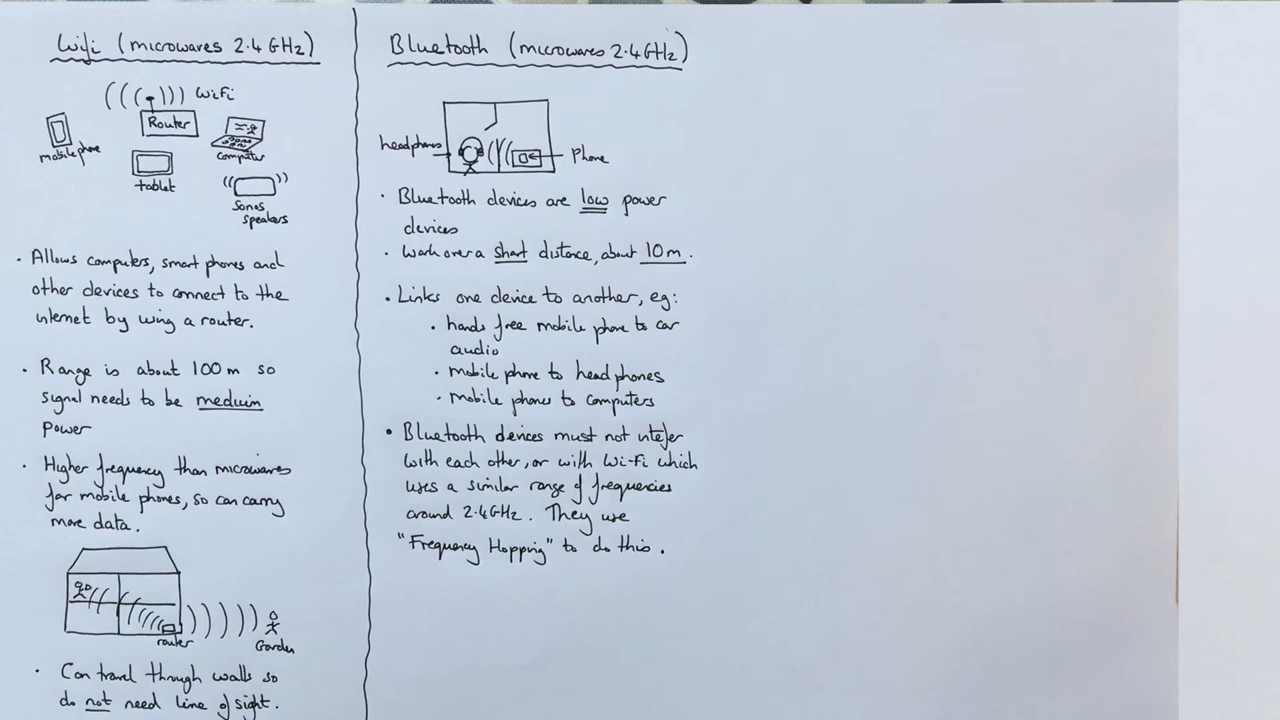 Wifi (microwaves 2.4 GHz)
WiFi
Router
mobile phone
computer
tablet
Sonos
speakers
· Allows computers, smart phones and
other devices to connect to the
internet by using a router.
· Range is about 100 m so
signal needs to be medium
power
· Higher frequency than microwaves
for mobile phones, so can carry
more data.
router
Garden
· Can travel through walls so
do not need line of sight.
Bluetooth (microwaves 2.4GHz)
headphones
Phone
· Bluetooth devices are low power
devices
· Work over a short distance, about 10m.
· Links one device to another, eg:
· hands free mobile phone to car
audio
· mobile phone to headphones
· mobile phones to computers
· Bluetooth devices must not intefer
with each other, or with Wi-Fi which
uses a similar range of frequencies
around 2.4GHz. They use
"Frequency Hopping" to do this.